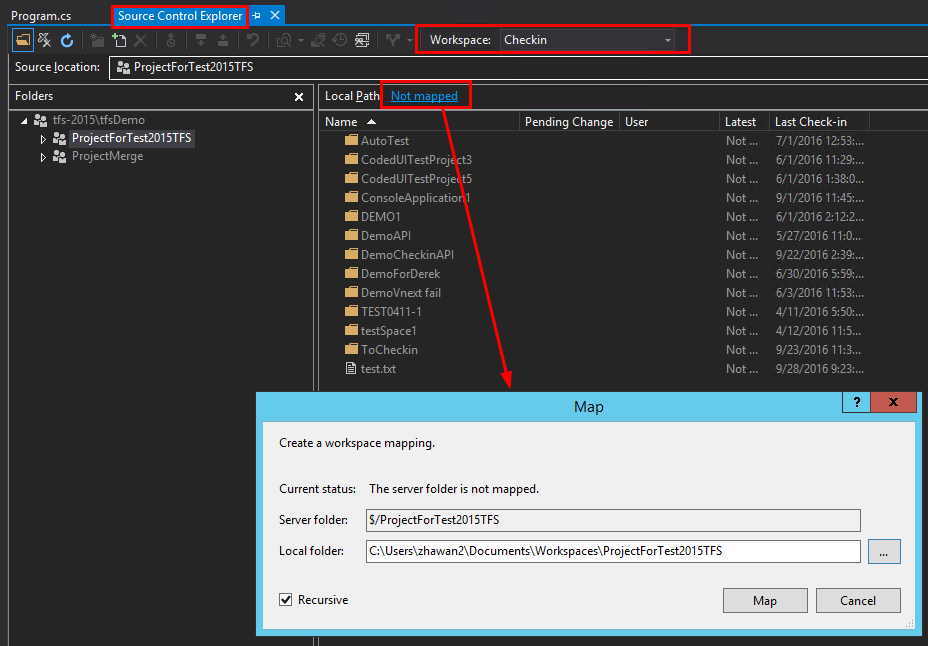 Program.cs Source Control Explorer
Workspace: Checkin
Source location: ProjectForTest2015TFS
Folders
Local Path Not mapped
tfs-2015\tfsDemo
ProjectForTest2015TFS
ProjectMerge
Name Pending Change User Latest Last Check-in
AutoTest Not ... 7/1/2016 12:53:...
CodedUITestProject3 Not ... 6/1/2016 11:29:...
CodedUITestProject5 Not ... 6/1/2016 1:38:0...
ConsoleApplication1 Not ... 9/1/2016 11:45:...
DEMO1 Not ... 6/1/2016 2:12:2...
DemoAPI Not ... 5/27/2016 11:0...
DemoCheckinAPI Not ... 9/22/2016 2:39:...
DemoForDerek Not ... 6/30/2016 5:59:...
DemoVnext fail Not ... 6/3/2016 11:53:...
TEST0411-1 Not ... 4/11/2016 5:50:...
testSpace1 Not ... 4/12/2016 11:5...
ToCheckin Not ... 9/23/2016 11:3...
test.txt Not ... 9/28/2016 9:23:...
Map
? x
Create a workspace mapping.
Current status: The server folder is not mapped.
Server folder: $/ProjectForTest2015TFS
Local folder: C:\Users\zhawan2\Documents\Workspaces\ProjectForTest2015TFS ...
Recursive
Map Cancel